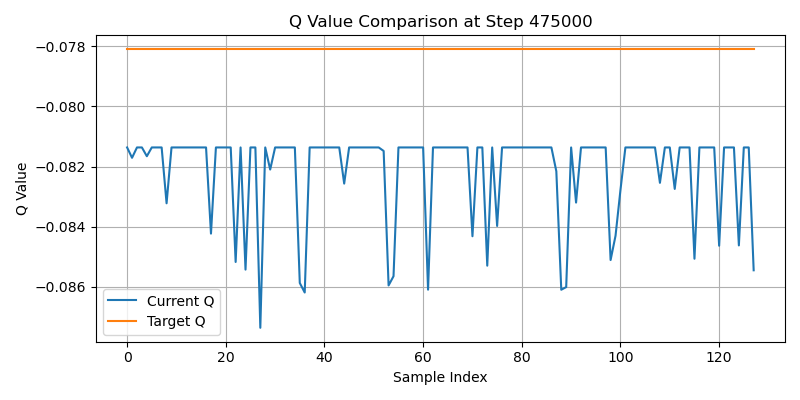 Q Value Comparison at Step 475000
−0.078
−0.080
−0.082
−0.084
−0.086
Q Value
Current Q
Target Q
0 20 40 60 80 100 120
Sample Index